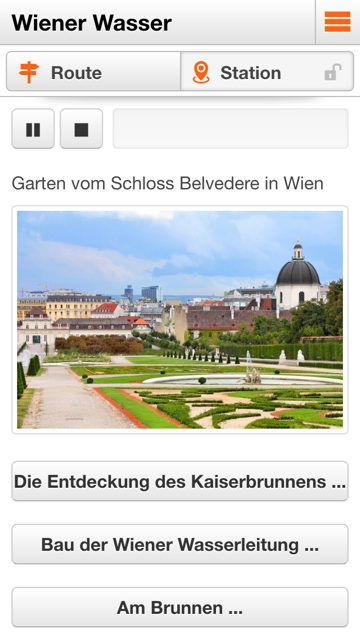 Wiener Wasser
Route
Station
Garten vom Schloss Belvedere in Wien
Die Entdeckung des Kaiserbrunnens ...
Bau der Wiener Wasserleitung ...
Am Brunnen ...